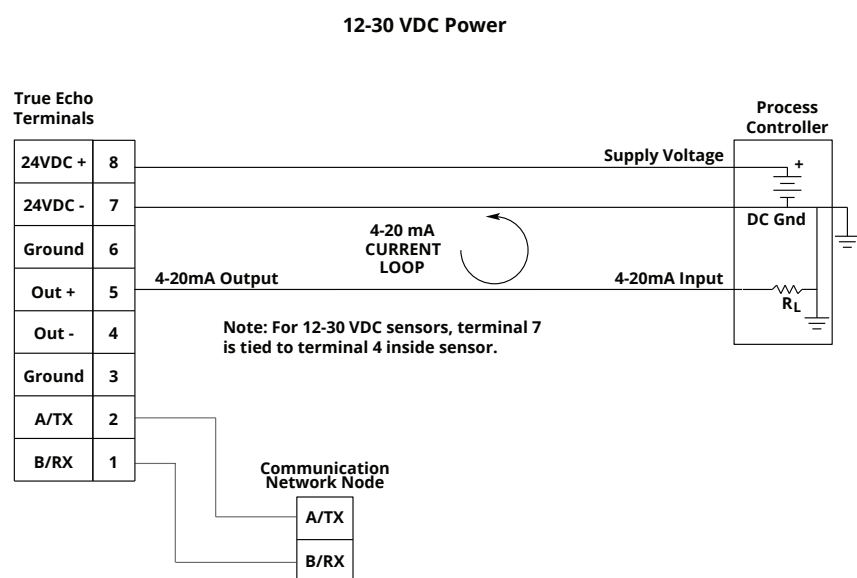 12-30 VDC Power
True Echo
Terminals
Process
Controller
24VDC + 8
Supply Voltage
+
24VDC - 7
DC Gnd
Ground 6
4-20 mA
CURRENT
LOOP
Out + 5
4-20mA Output
4-20mA Input
RL
Out - 4
Note: For 12-30 VDC sensors, terminal 7
is tied to terminal 4 inside sensor.
Ground 3
A/TX 2
B/RX 1
Communication
Network Node
A/TX
B/RX